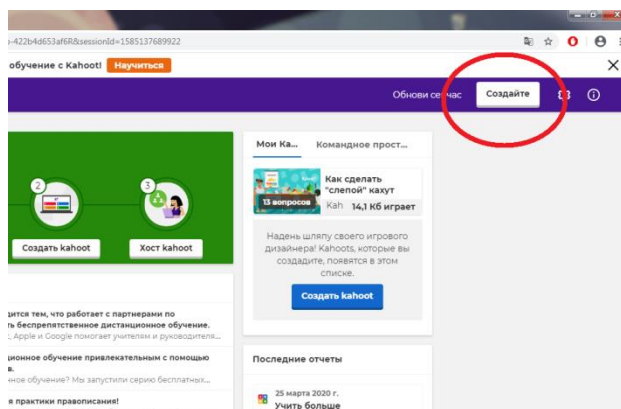 -422b4d653af6R&sessionId=1585137689922
обучение с Kahoot! Научиться
Обнови сейчас Создайте
2
3
Создать kahoot Хост kahoot
Мои Ка... Командное прост...
Как сделать
"слепой" кахут
13 вопросов
Kah 14,1 Кб играет
Надень шляпу своего игрового
дизайнера! Kahoots, которые вы
создадите, появятся в этом
списке.
Создать kahoot
дится тем, что работает с партнерами по
ь беспрепятственное дистанционное обучение.
Apple и Google помогает учителям и руководителя...
ионное обучение привлекательным с помощью
в.
ное обучение? Мы запустили серию бесплатных...
я практики правописания!
Последние отчеты
25 марта 2020 г.
Учить больше